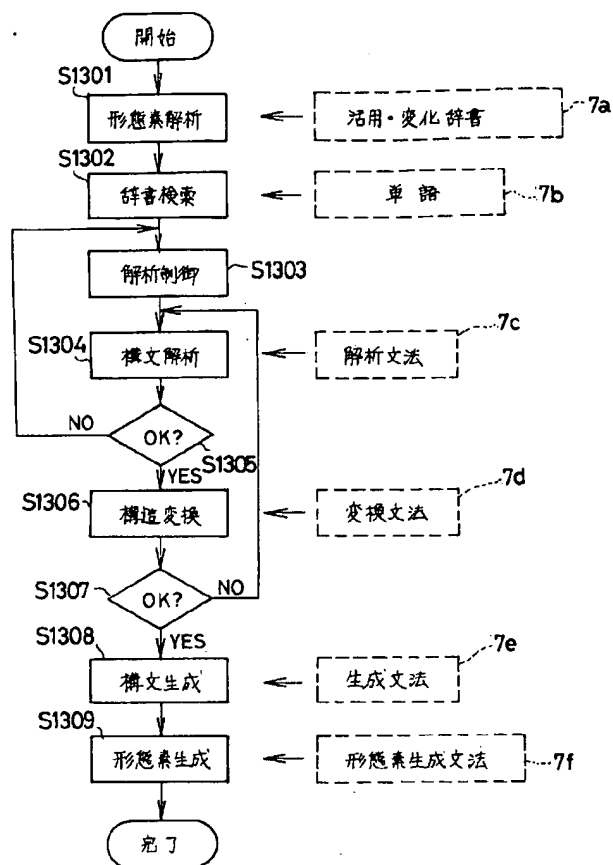 開始
S1301
形態素解析
活用・変化辞書
7a
S1302
辞書検索
単語
7b
解析制御
S1303
S1304
構文解析
解析文法
7c
NO
OK?
S1305
YES
S1306
構造変換
変換文法
7d
S1307
OK?
NO
YES
S1308
構文生成
生成文法
7e
S1309
形態素生成
形態素生成文法
7f
完了